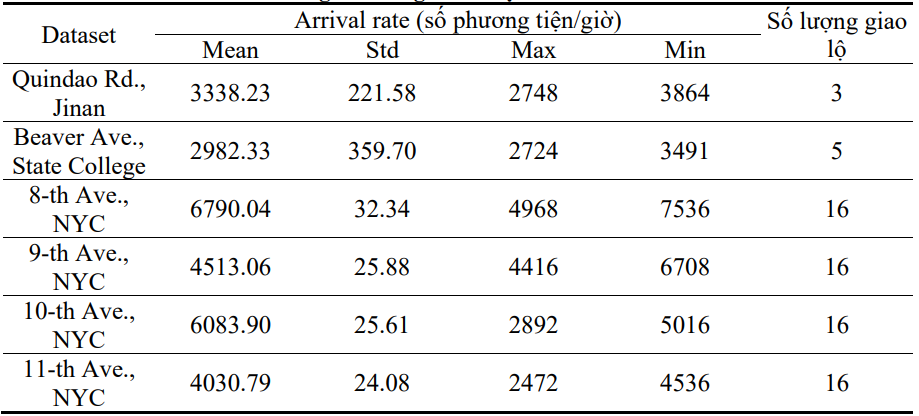 Arrival rate (số phương tiện/giờ) Số lượng giao
Dataset lộ
Mean Std Max Min
Quindao Rd.,
Jinan 3338.23 221.58 2748 3864 3
Beaver Ave.,
State College 2982.33 359.70 2724 3491 5
8-th Ave.,
NYC 6790.04 32.34 4968 7536 16
9-th Ave.,
NYC 4513.06 25.88 4416 6708 16
10-th Ave.,
NYC 6083.90 25.61 2892 5016 16
11-th Ave.,
NYC 4030.79 24.08 2472 4536 16